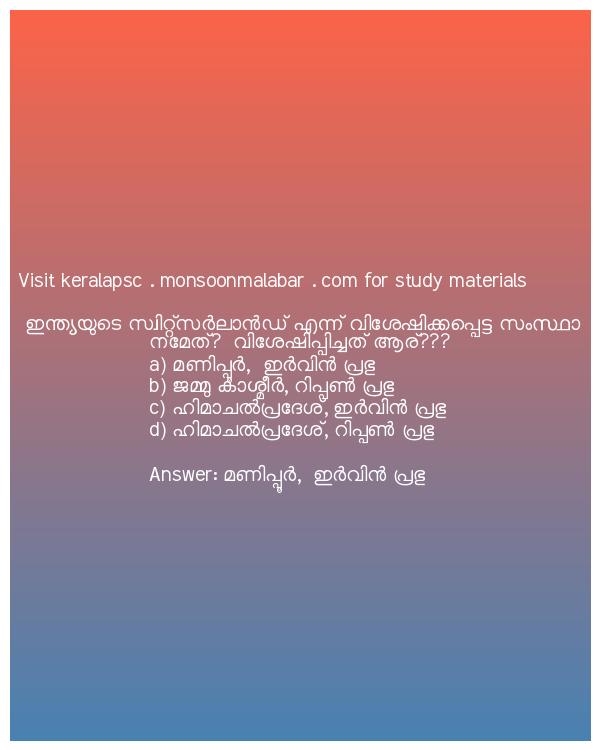 Visit keralapsc . monsoonmalabar . com for study materials
ഇന്ത്യയുടെ സ്വിറ്റ്സർലാൻഡ് എന്ന് വിശേഷിക്കപ്പെട്ട സംസ്ഥാ
നമേത്? വിശേഷിപ്പിച്ചത് ആര്???
a) മണിപ്പൂർ, ഇർവിൻ പ്രഭു
b) ജമ്മു കാശ്മീർ, റിപ്പൺ പ്രഭു
c) ഹിമാചൽപ്രദേശ്, ഇർവിൻ പ്രഭു
d) ഹിമാചൽപ്രദേശ്, റിപ്പൺ പ്രഭു
Answer: മണിപ്പൂർ, ഇർവിൻ പ്രഭു